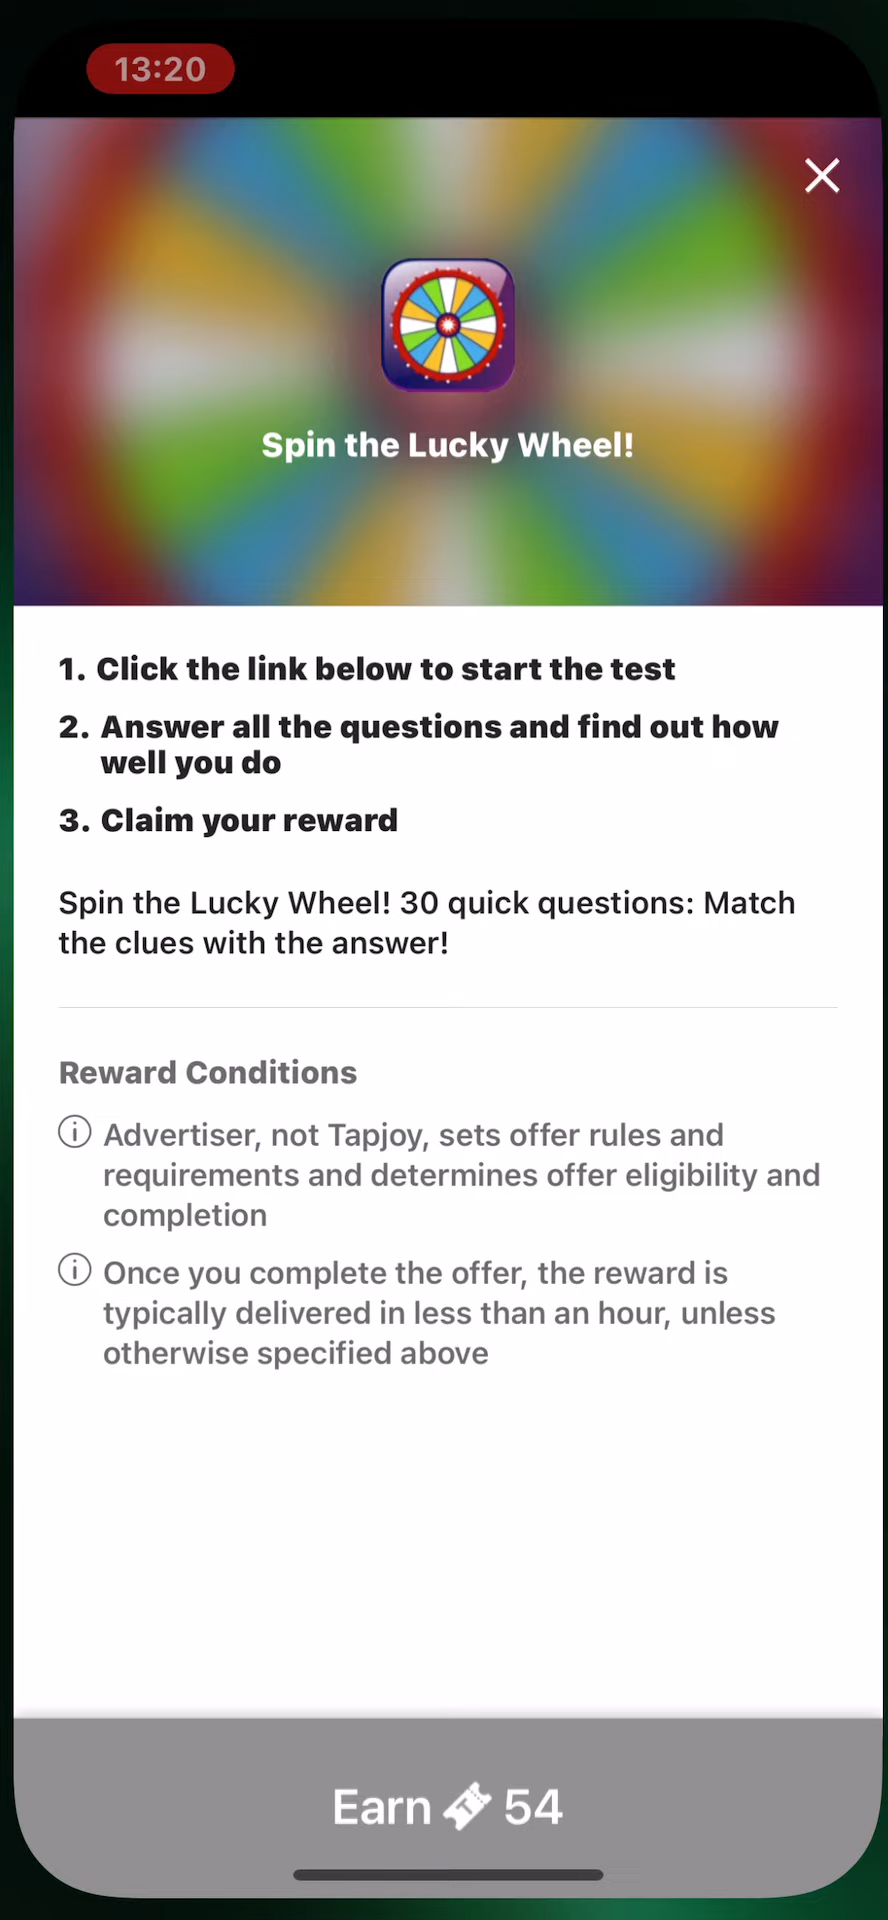 13:20
Spin the Lucky Wheel!
1. Click the link below to start the test
2. Answer all the questions and find out how
well you do
3. Claim your reward
Spin the Lucky Wheel! 30 quick questions: Match
the clues with the answer!
Reward Conditions
Advertiser, not Tapjoy, sets offer rules and
requirements and determines offer eligibility and
completion
Once you complete the offer, the reward is
typically delivered in less than an hour, unless
otherwise specified above
Earn 54